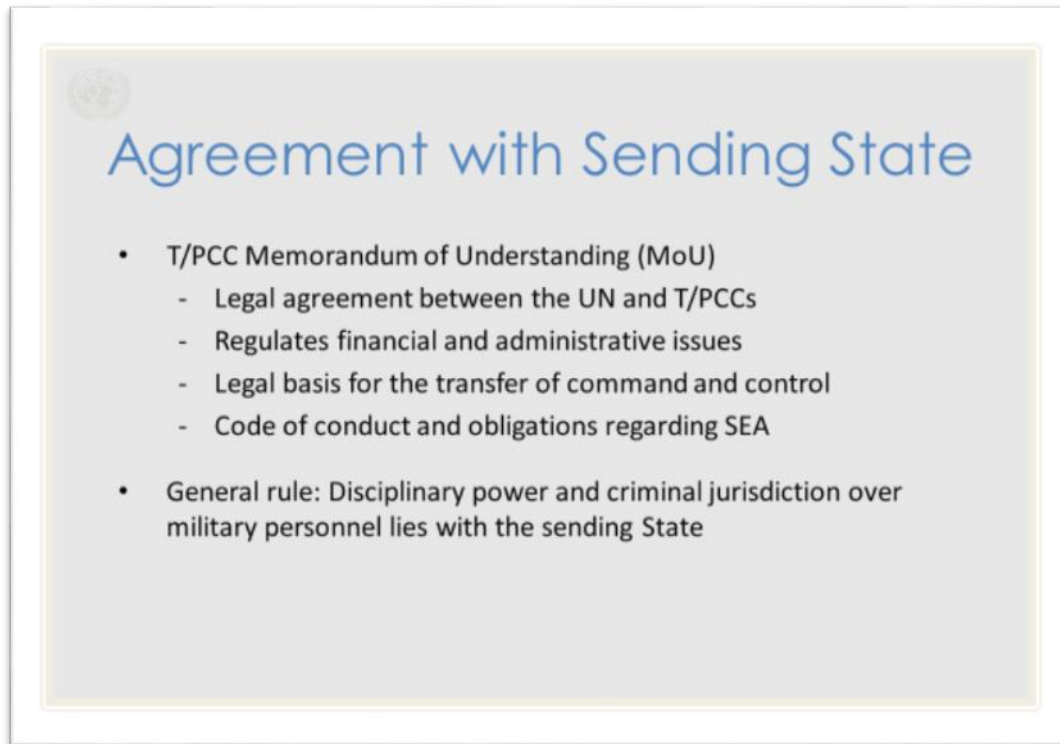 Agreement with Sending State
• T/PCC Memorandum of Understanding (MoU)
- Legal agreement between the UN and T/PCCs
- Regulates financial and administrative issues
- Legal basis for the transfer of command and control
- Code of conduct and obligations regarding SEA
• General rule: Disciplinary power and criminal jurisdiction over
military personnel lies with the sending State